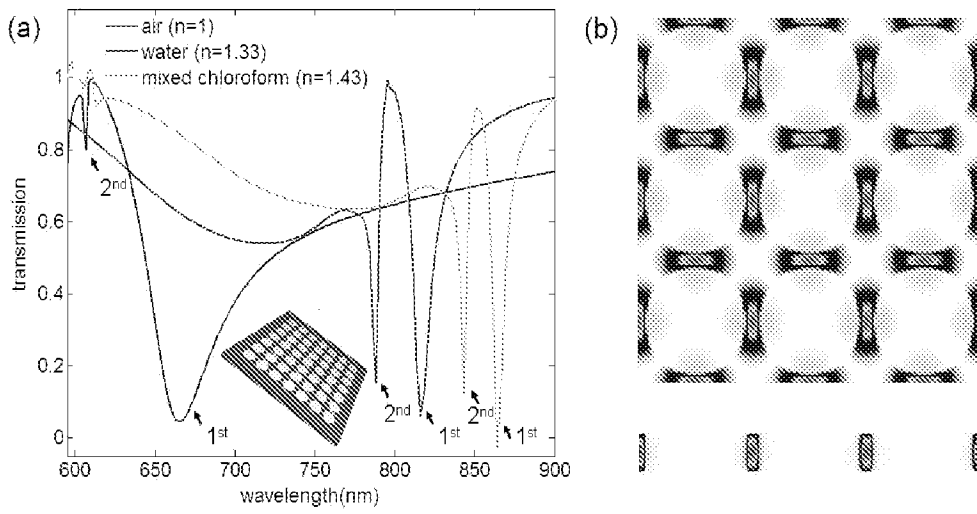 (a)
air (n=1)
water (n=1.33)
mixed chloroform (n=1.43)
(b)
1
0.8
0.6
0.4
0.2
0
transmission
2nd
1st
2nd
1st
2nd
1st
600 650 700 750 800 850 900
wavelength(nm)